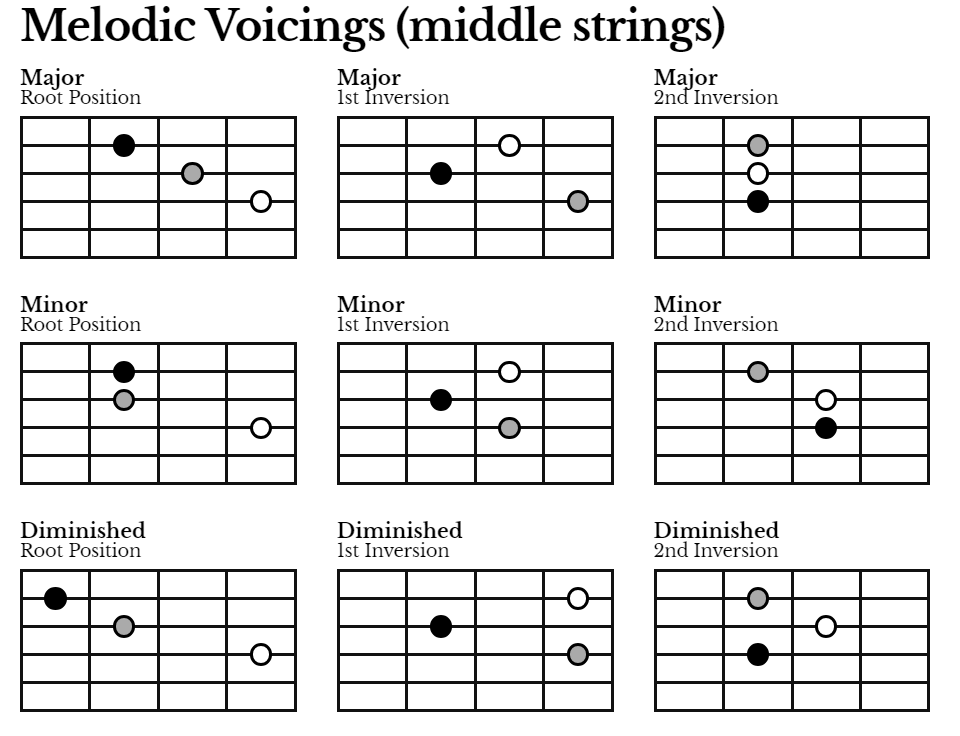 Melodic Voicings (middle strings)
Major
Root Position
Major
1st Inversion
Major
2nd Inversion
Minor
Root Position
Minor
1st Inversion
Minor
2nd Inversion
Diminished
Root Position
Diminished
1st Inversion
Diminished
2nd Inversion